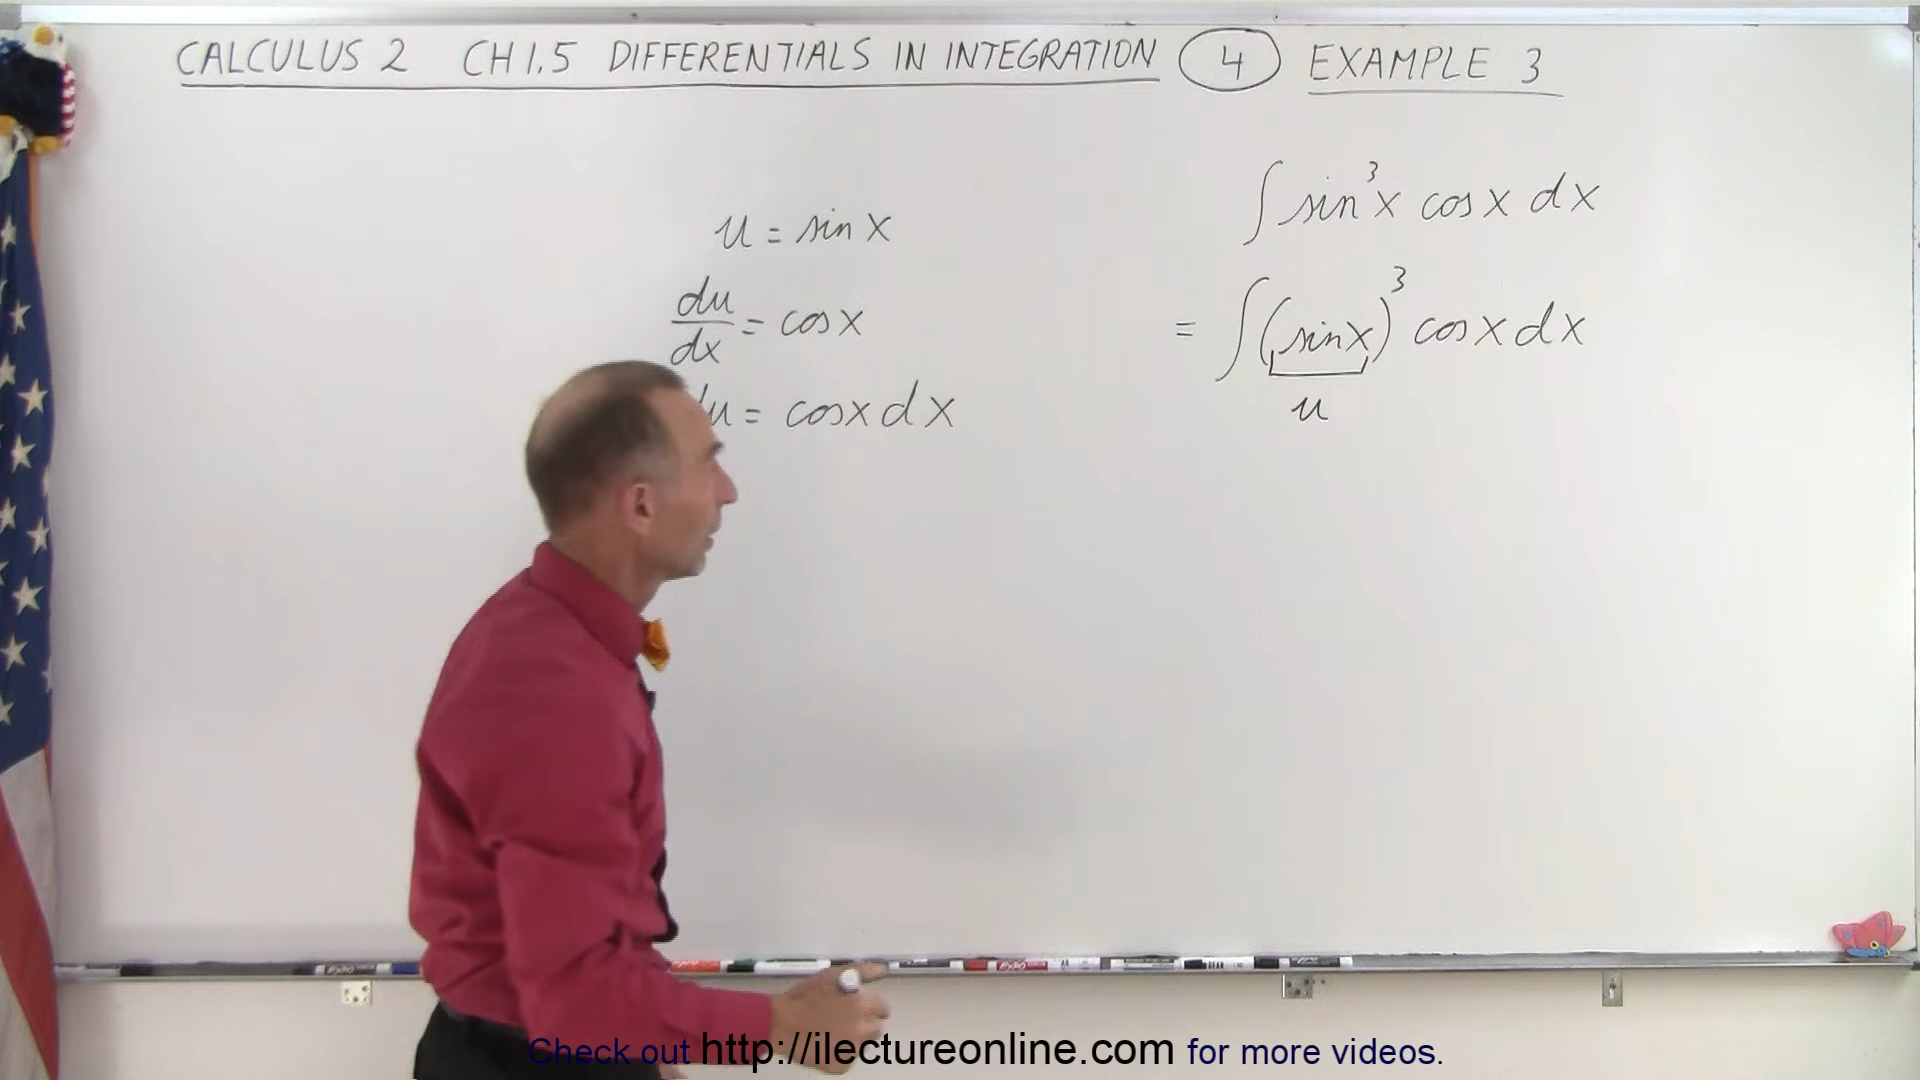 CALCULUS 2 CH 1.5 DIFFERENTIALS IN INTEGRATION 4 EXAMPLE 3
u = sin x
du/dx = cos x
du = cos x dx
∫ sin³x cos x dx
= ∫ (sin x)³ cos x dx
u
EXPO
Check out http://ilectureonline.com for more videos.